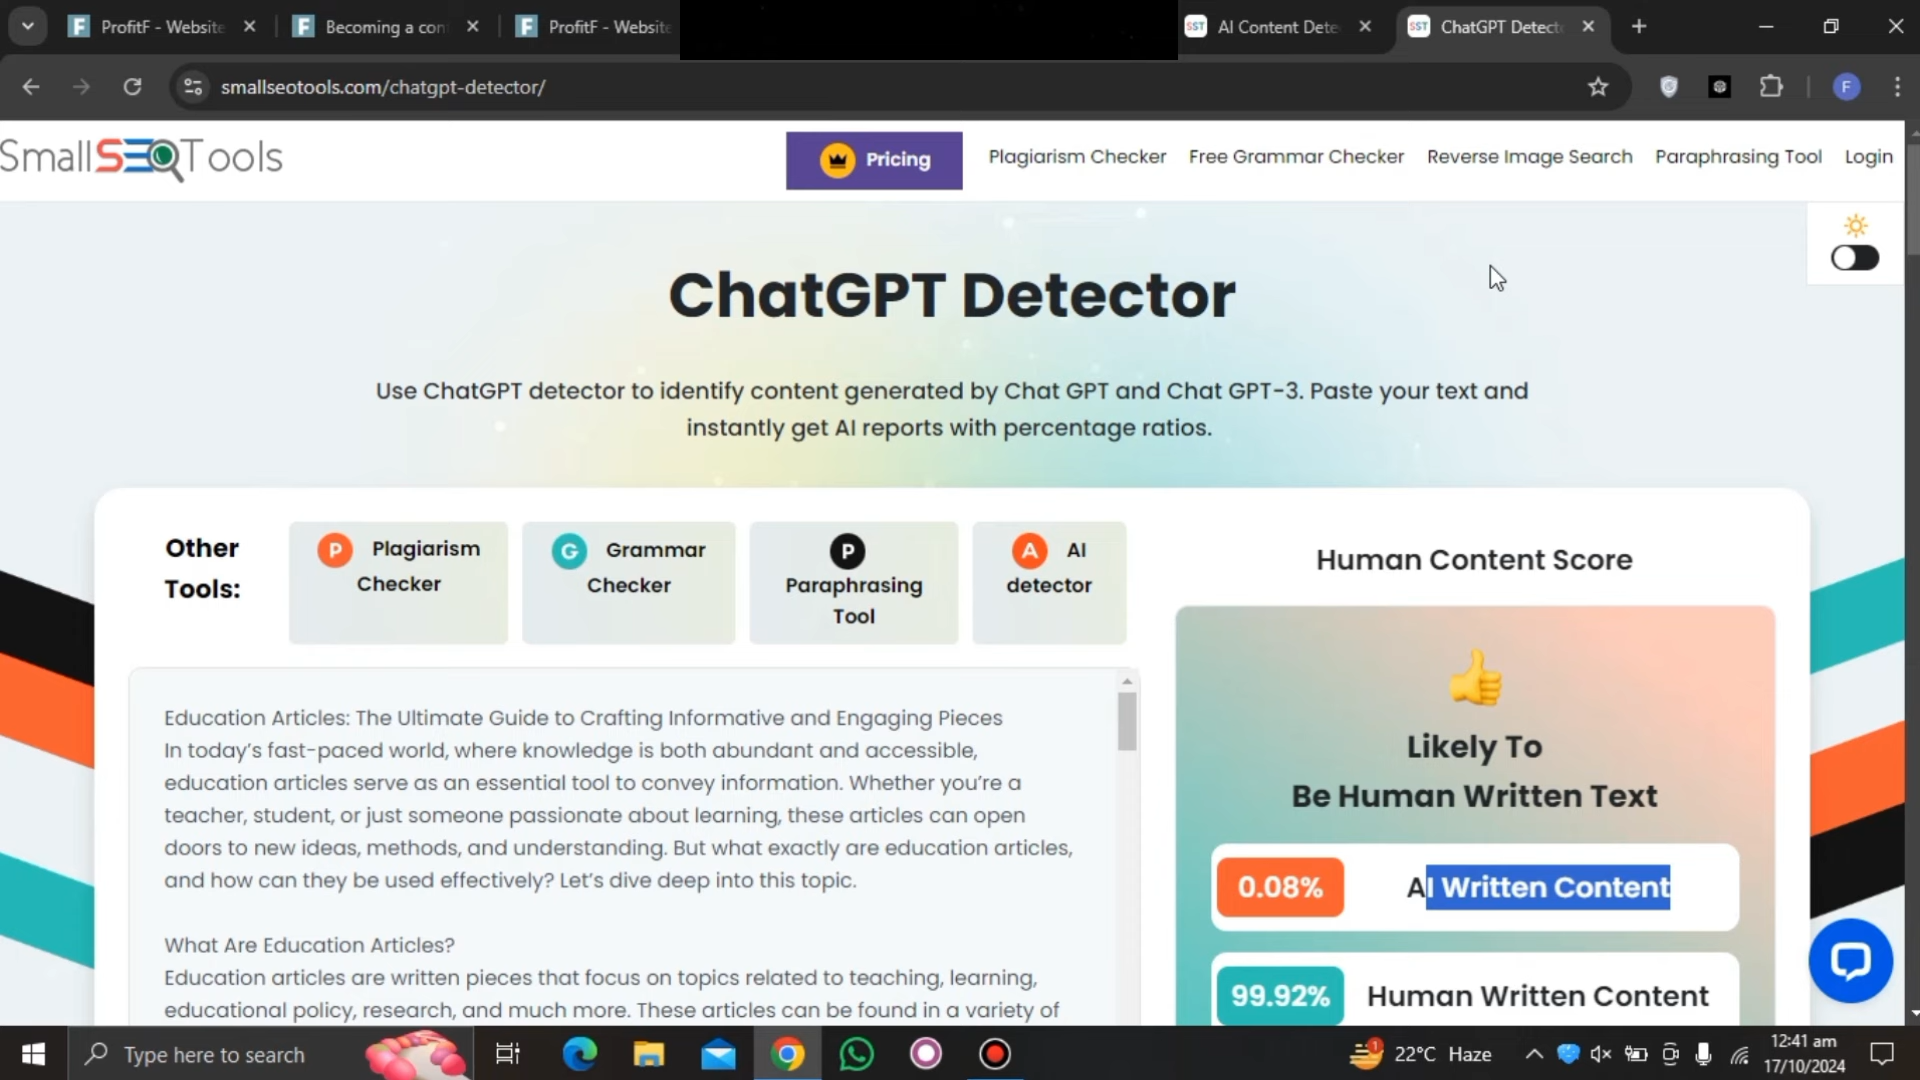 ProfitF - Website
Becoming a con
ProfitF - Website
SST
AI Content Dete
SST
ChatGPT Detecto
smallseotools.com/chatgpt-detector/
F
SmallSEOTools
Pricing
Plagiarism Checker
Free Grammar Checker
Reverse Image Search
Paraphrasing Tool
Login
ChatGPT Detector
Use ChatGPT detector to identify content generated by Chat GPT and Chat GPT-3. Paste your text and
instantly get AI reports with percentage ratios.
Other
Tools:
P Plagiarism
Checker
G Grammar
Checker
P
Paraphrasing
Tool
A AI
detector
Human Content Score
Education Articles: The Ultimate Guide to Crafting Informative and Engaging Pieces
In today's fast-paced world, where knowledge is both abundant and accessible,
education articles serve as an essential tool to convey information. Whether you're a
teacher, student, or just someone passionate about learning, these articles can open
doors to new ideas, methods, and understanding. But what exactly are education articles,
and how can they be used effectively? Let's dive deep into this topic.
What Are Education Articles?
Education articles are written pieces that focus on topics related to teaching, learning,
educational policy, research, and much more. These articles can be found in a variety of
Likely To
Be Human Written Text
0.08% AI Written Content
99.92% Human Written Content
Type here to search
1
22°C Haze
12:41 am
17/10/2024